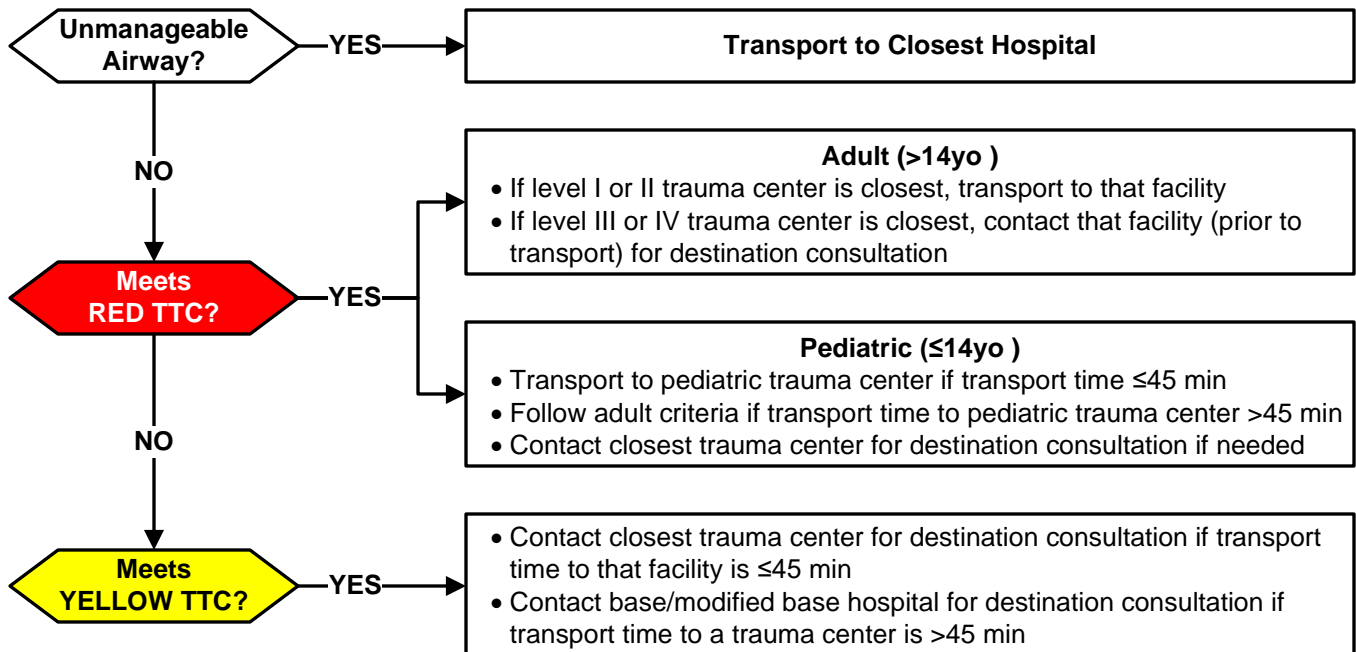 Unmanageable
Airway?
YES
Transport to Closest Hospital
NO
Adult (>14yo )
• If level I or II trauma center is closest, transport to that facility
• If level III or IV trauma center is closest, contact that facility (prior to
transport) for destination consultation
Meets
RED TTC?
YES
Pediatric (≤14yo )
• Transport to pediatric trauma center if transport time ≤45 min
• Follow adult criteria if transport time to pediatric trauma center >45 min
• Contact closest trauma center for destination consultation if needed
NO
Meets
YELLOW TTC?
YES
• Contact closest trauma center for destination consultation if transport
time to that facility is ≤45 min
• Contact base/modified base hospital for destination consultation if
transport time to a trauma center is >45 min